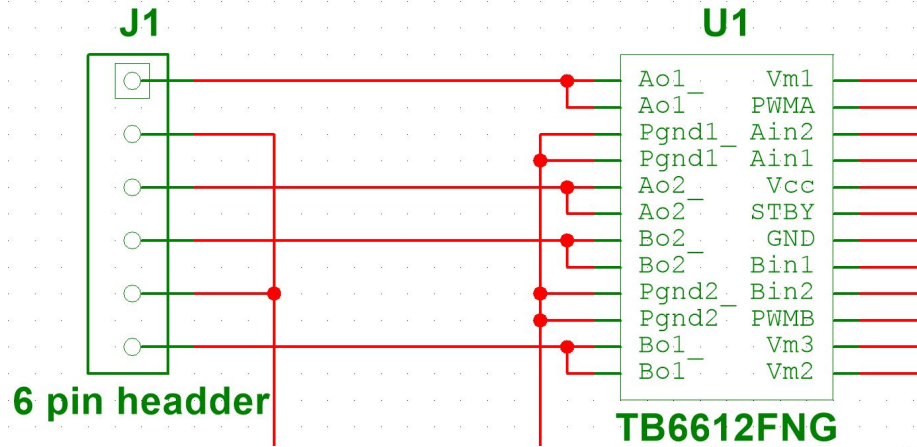 J1
U1
Ao1_ Vm1
Ao1 PWMA
Pgnd1_ Ain2
Pgnd1 Ain1
Ao2_ Vcc
Ao2 STBY
Bo2_ GND
Bo2 Bin1
Pgnd2_ Bin2
Pgnd2 PWMB
Bo1_ Vm3
Bo1 Vm2
6 pin headder
TB6612FNG